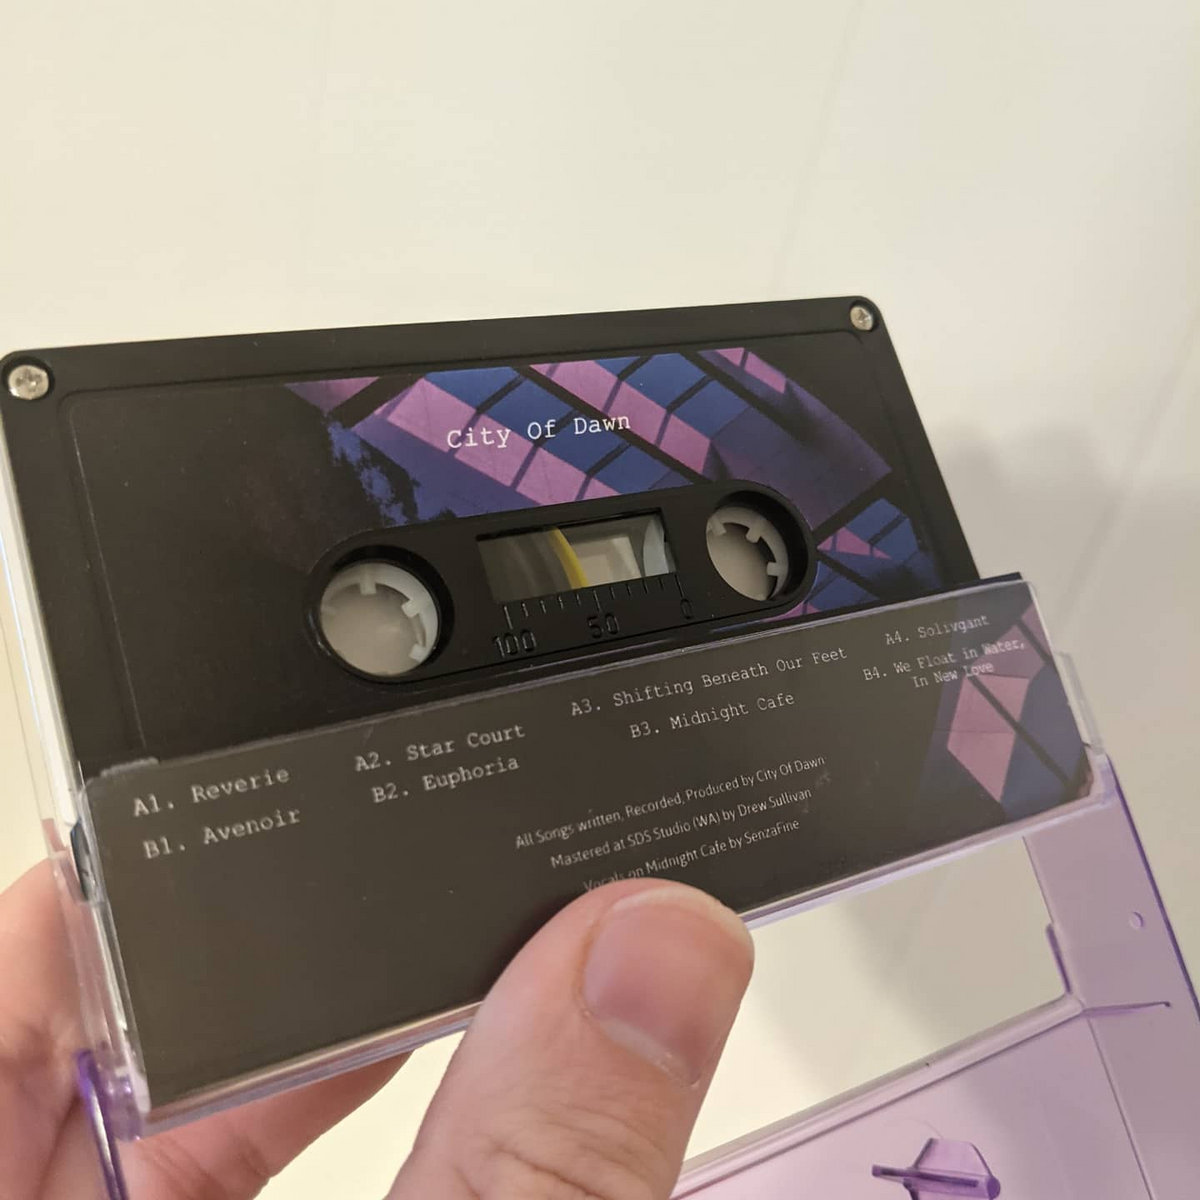 City Of Dawn
100 50 0
A1. Reverie
A2. Star Court
A3. Shifting Beneath Our Feet
A4. Solivgant
B1. Avenoir
B2. Euphoria
B3. Midnight Cafe
B4. We Float in Water,
In New Love
All Songs written, Recorded, Produced by City Of Dawn
Mastered at SDS Studio (WA) by Drew Sullivan
Vocals on Midnight Cafe by SenzaFine